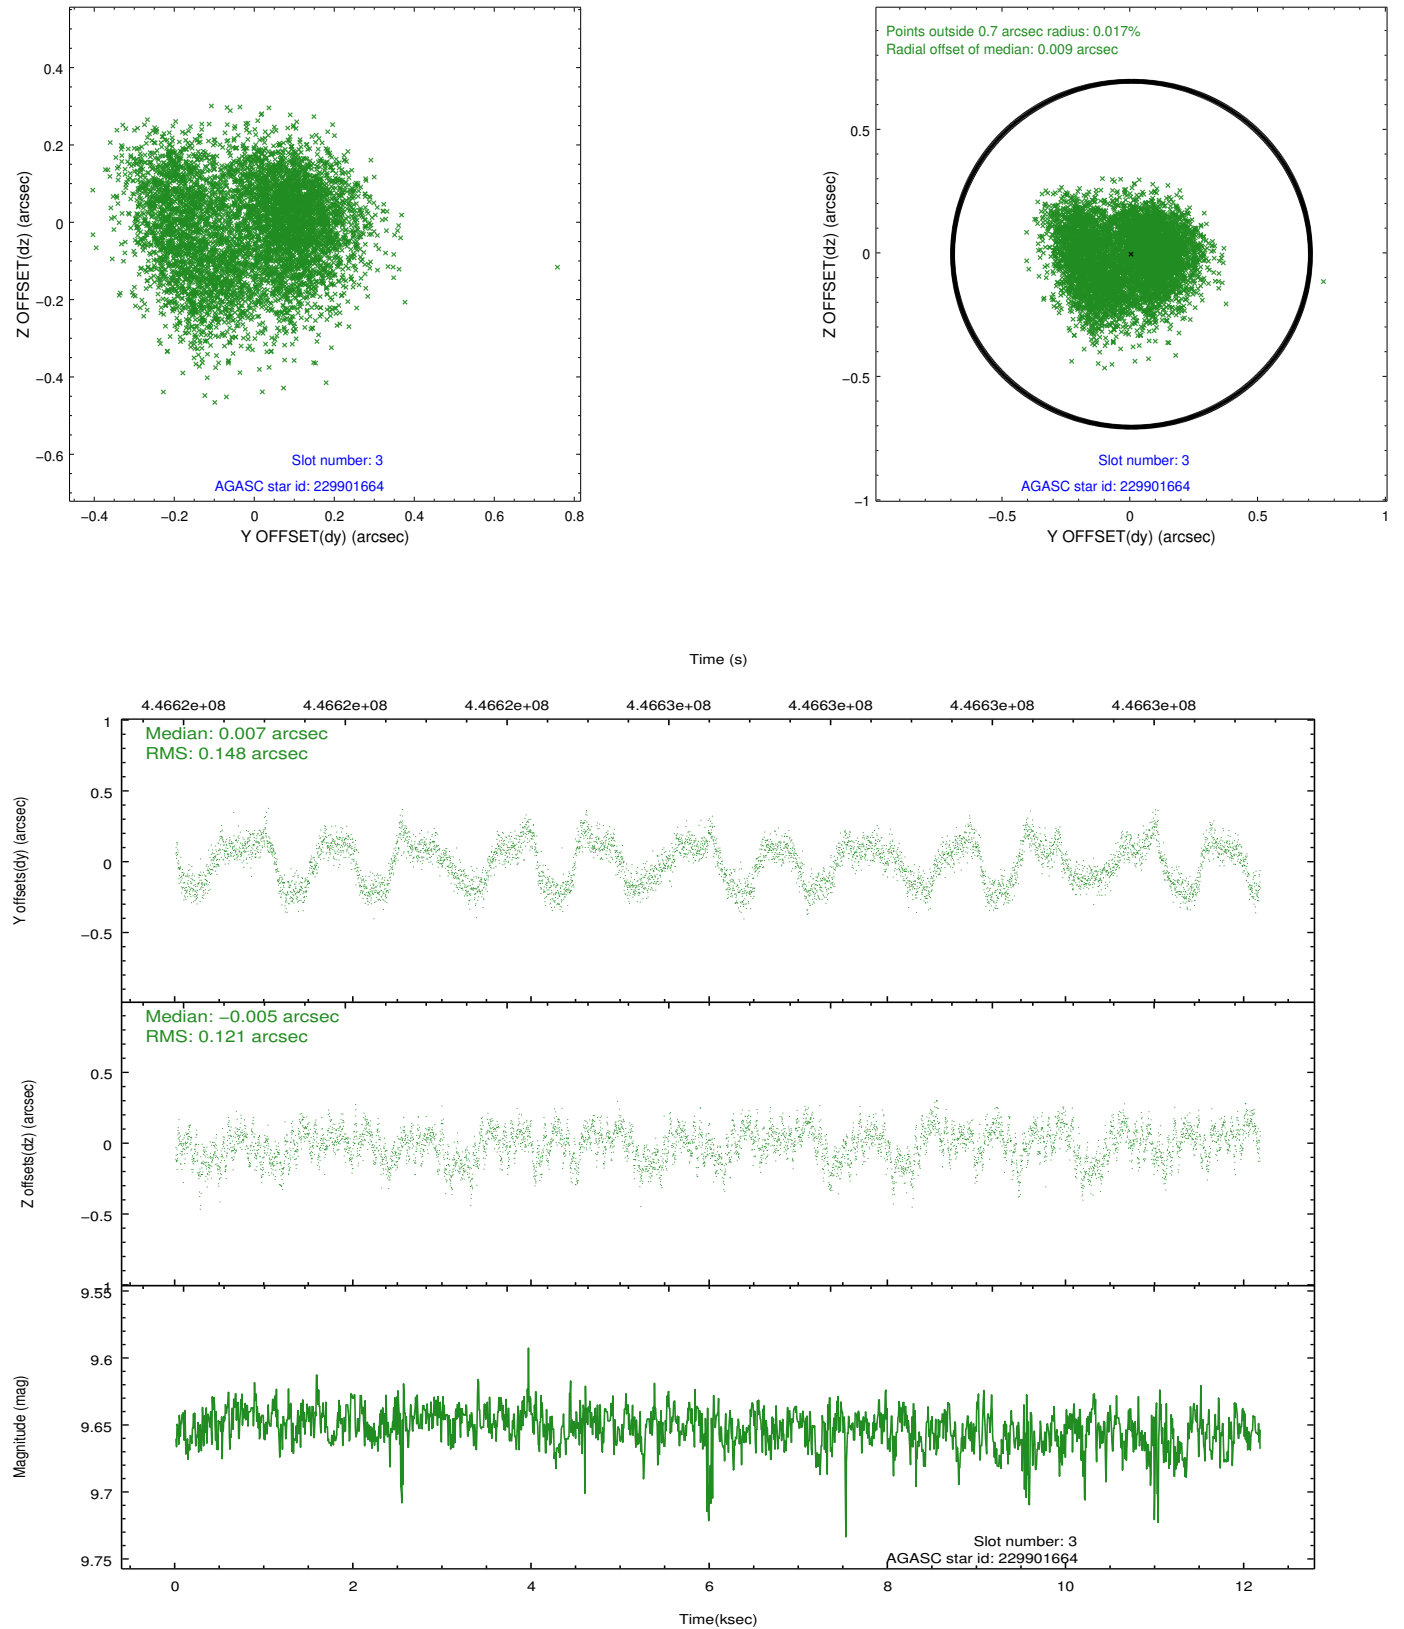 0.4
0.2
0
−0.2
−0.4
−0.6
Z OFFSET(dz) (arcsec)
−0.4 −0.2 0 0.2 0.4 0.6 0.8
Y OFFSET(dy) (arcsec)
Slot number: 3
AGASC star id: 229901664
Points outside 0.7 arcsec radius: 0.017%
Radial offset of median: 0.009 arcsec
0.5
0
−0.5
−1
Z OFFSET(dz) (arcsec)
−0.5 0 0.5 1
Y OFFSET(dy) (arcsec)
Slot number: 3
AGASC star id: 229901664
Time (s)
4.4662e+08 4.4662e+08 4.4662e+08 4.4663e+08 4.4663e+08 4.4663e+08 4.4663e+08
Median: 0.007 arcsec
RMS: 0.148 arcsec
1
0.5
0
−0.5
Y offsets(dy) (arcsec)
Median: −0.005 arcsec
RMS: 0.121 arcsec
0.5
0
−0.5
−1
Z offsets(dz) (arcsec)
9.55
9.6
9.65
9.7
9.75
Magnitude (mag)
Slot number: 3
AGASC star id: 229901664
0 2 4 6 8 10 12
Time(ksec)